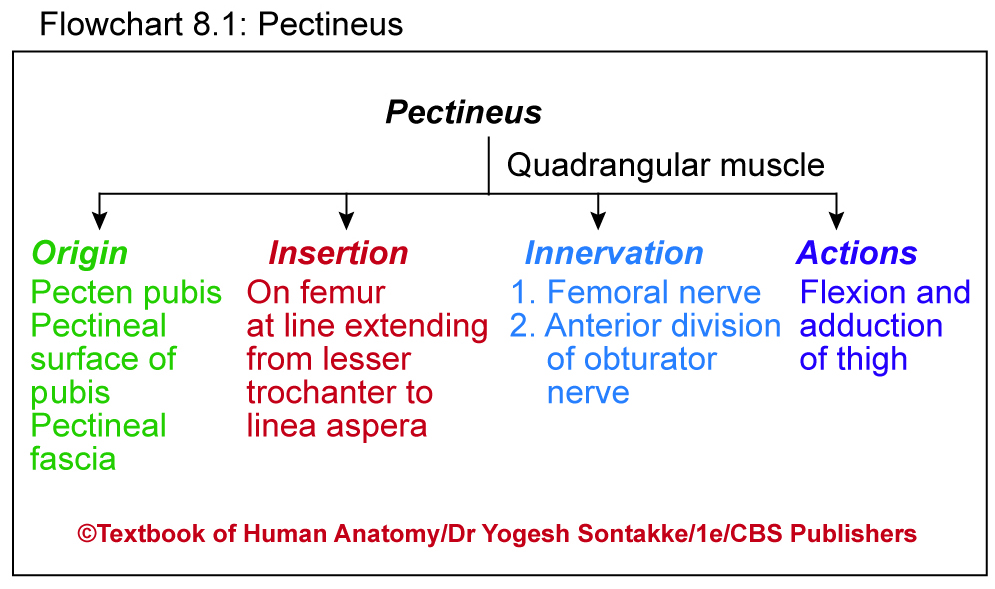 Flowchart 8.1: Pectineus
Pectineus
Quadrangular muscle
Origin
Pecten pubis
Pectineal
surface of
pubis
Pectineal
fascia
Insertion
On femur
at line extending
from lesser
trochanter to
linea aspera
Innervation
1. Femoral nerve
2. Anterior division
of obturator
nerve
Actions
Flexion and
adduction
of thigh
©Textbook of Human Anatomy/Dr Yogesh Sontakke/1e/CBS Publishers